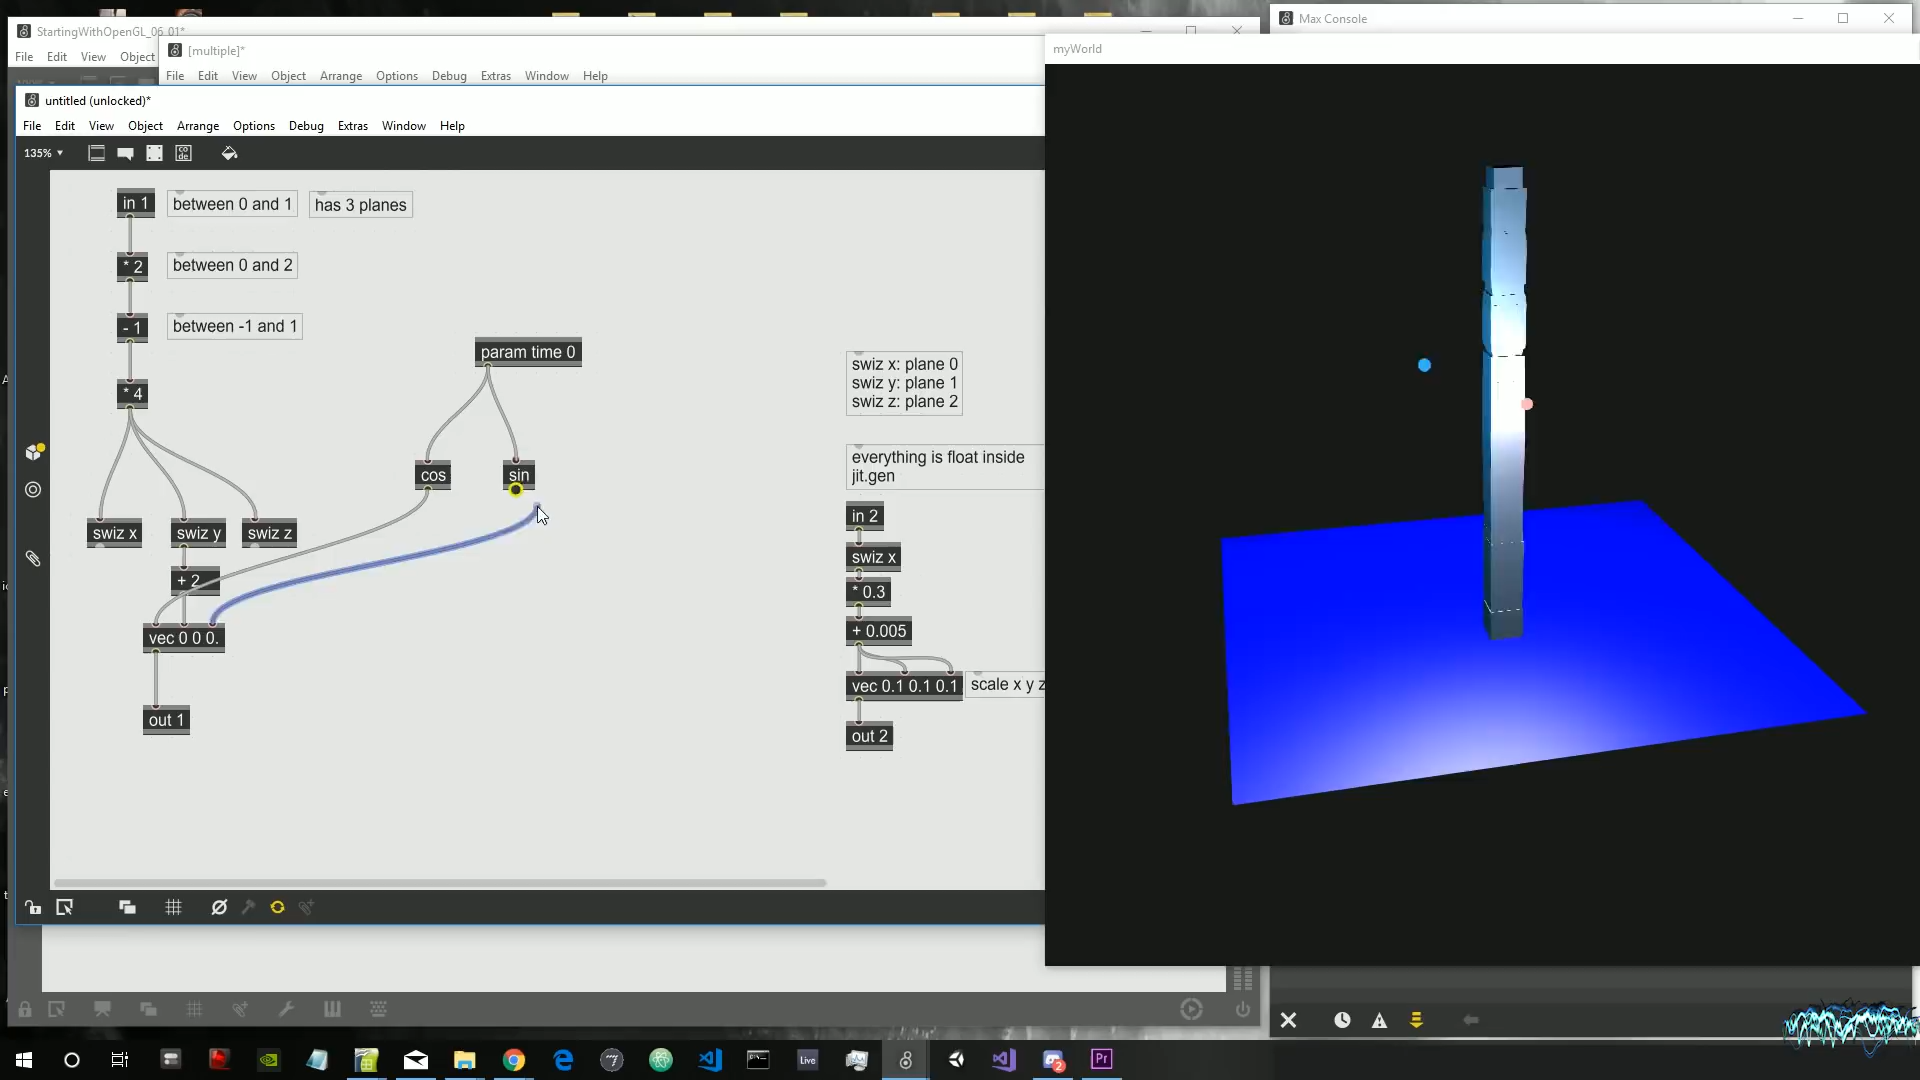 StartingWithOpenGL_06_01*
File Edit View Object
[multiple]*
File Edit View Object Arrange Options Debug Extras Window Help
untitled (unlocked)*
File Edit View Object Arrange Options Debug Extras Window Help
135%
Max Console
myWorld
in 1
between 0 and 1
has 3 planes
* 2
between 0 and 2
- 1
between -1 and 1
* 4
param time 0
cos
sin
swiz x
swiz y
swiz z
+ 2
vec 0 0 0.
out 1
swiz x: plane 0
swiz y: plane 1
swiz z: plane 2
everything is float inside
jit.gen
in 2
swiz x
* 0.3
+ 0.005
vec 0.1 0.1 0.1
scale x y z
out 2
Live
2
Pr